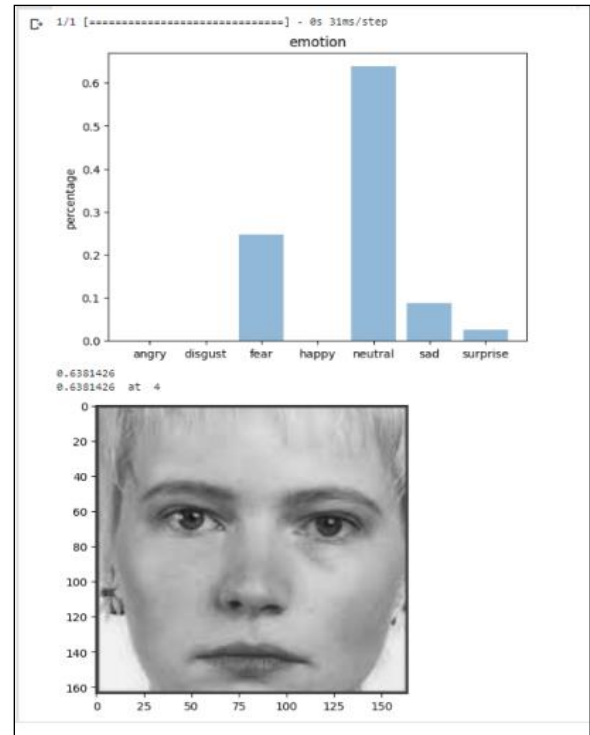 1/1 [==============================] - 0s 31ms/step
emotion
percentage
0.6
0.5
0.4
0.3
0.2
0.1
0.0
angry disgust fear happy neutral sad surprise
0.6381426
0.6381426 at 4
0
20
40
60
80
100
120
140
160
0 25 50 75 100 125 150